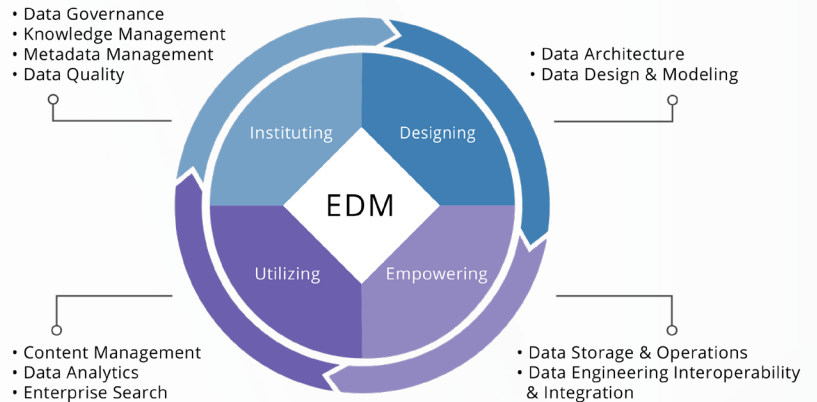 • Data Governance
• Knowledge Management
• Metadata Management
• Data Quality
• Data Architecture
• Data Design & Modeling
Instituting
Designing
EDM
Utilizing
Empowering
• Content Management
• Data Analytics
• Enterprise Search
• Data Storage & Operations
• Data Engineering Interoperability
& Integration